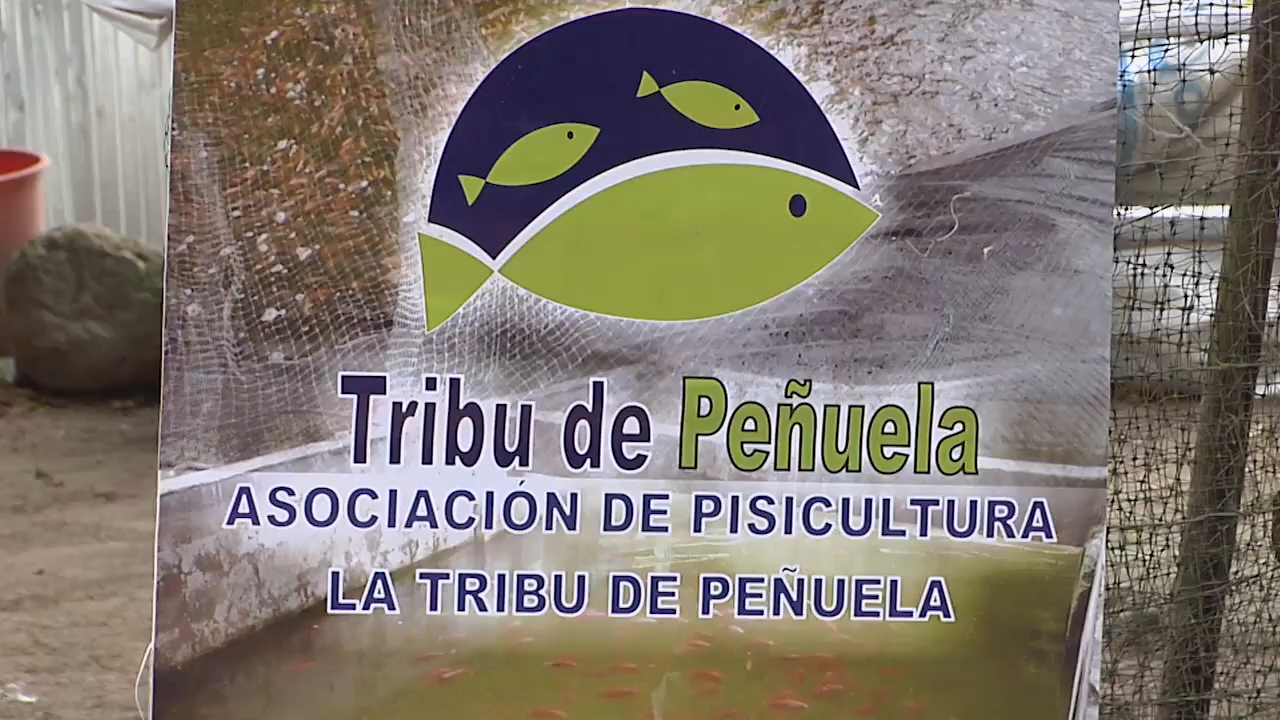 Tribu de Peñuela
ASOCIACIÓN DE PISICULTURA
LA TRIBU DE PEÑUELA